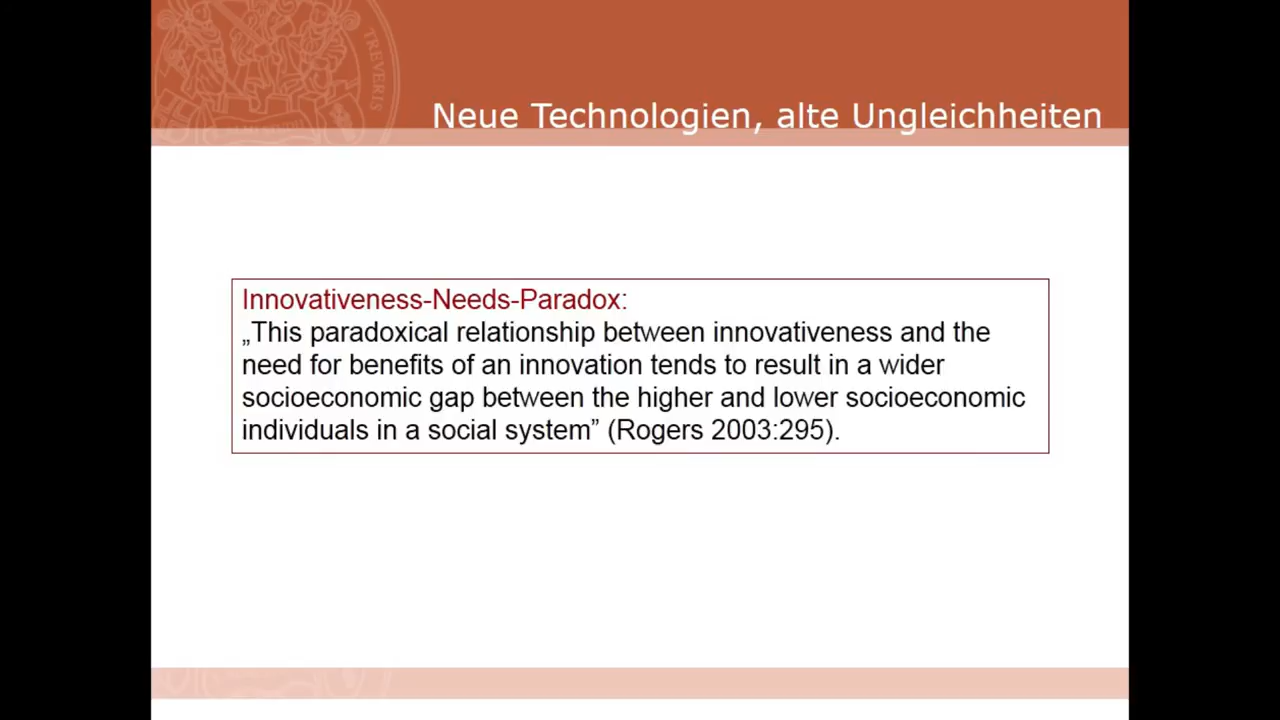 TREVERIS
Neue Technologien, alte Ungleichheiten
Innovativeness-Needs-Paradox:
„This paradoxical relationship between innovativeness and the
need for benefits of an innovation tends to result in a wider
socioeconomic gap between the higher and lower socioeconomic
individuals in a social system” (Rogers 2003:295).